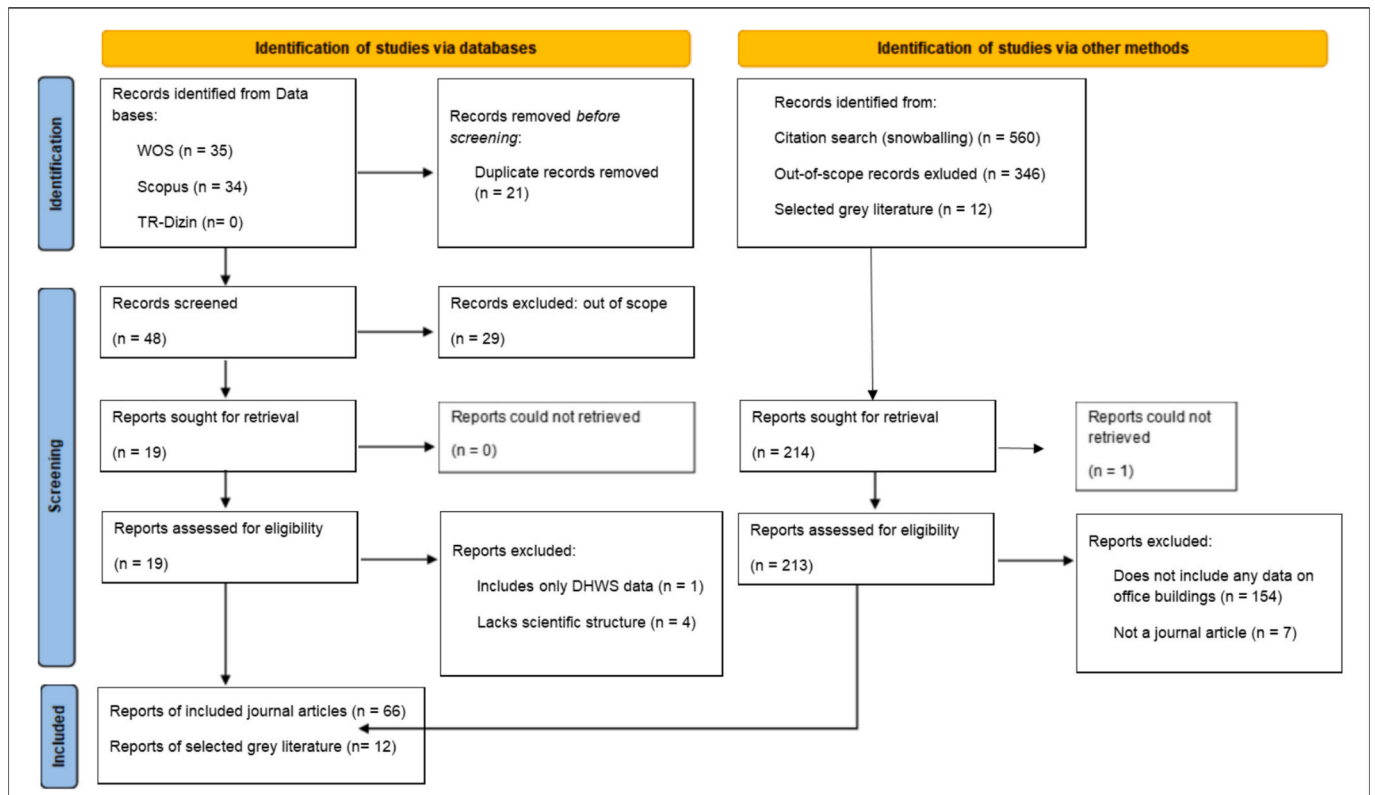 Identification of studies via databases
Identification of studies via other methods
Identification
Records identified from Data
bases:
WOS (n = 35)
Scopus (n = 34)
TR-Dizin (n= 0)
Records removed before
screening:
Duplicate records removed
(n = 21)
Records identified from:
Citation search (snowballing) (n = 560)
Out-of-scope records exluded (n = 346)
Selected grey literature (n = 12)
Screening
Records screened
(n = 48)
Records excluded: out of scope
(n = 29)
Reports sought for retrieval
(n = 19)
Reports could not retrieved
(n = 0)
Reports sought for retrieval
(n = 214)
Reports could not
retrieved
(n = 1)
Reports assessed for eligibility
(n = 19)
Reports excluded:
Includes only DHWS data (n = 1)
Lacks scientific structure (n = 4)
Reports assessed for eligibility
(n = 213)
Reports excluded:
Does not include any data on
office buildings (n = 154)
Not a journal article (n = 7)
Included
Reports of included journal articles (n = 66)
Reports of selected grey literature (n= 12)